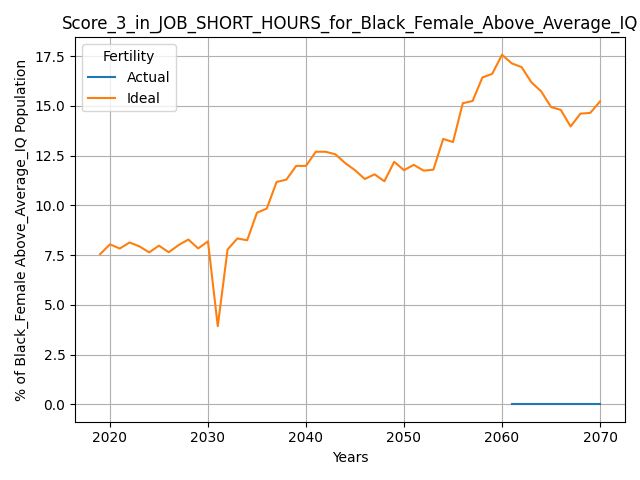 Score_3_in_JOB_SHORT_HOURS_for_Black_Female_Above_Average_IQ
Fertility
Actual
Ideal
% of Black_Female Above_Average_IQ Population
17.5
15.0
12.5
10.0
7.5
5.0
2.5
0.0
2020 2030 2040 2050 2060 2070
Years